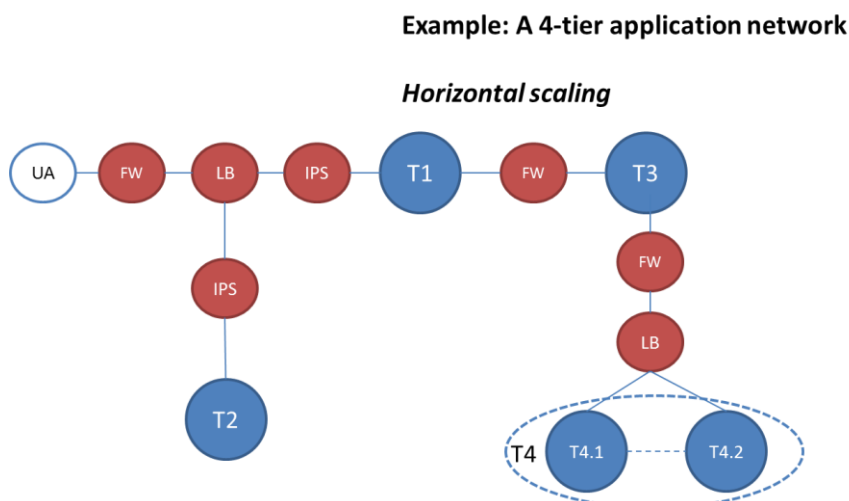 Example: A 4-tier application network
Horizontal scaling
UA
FW
LB
IPS
T1
FW
T3
FW
IPS
LB
T2
T4
T4.1
T4.2